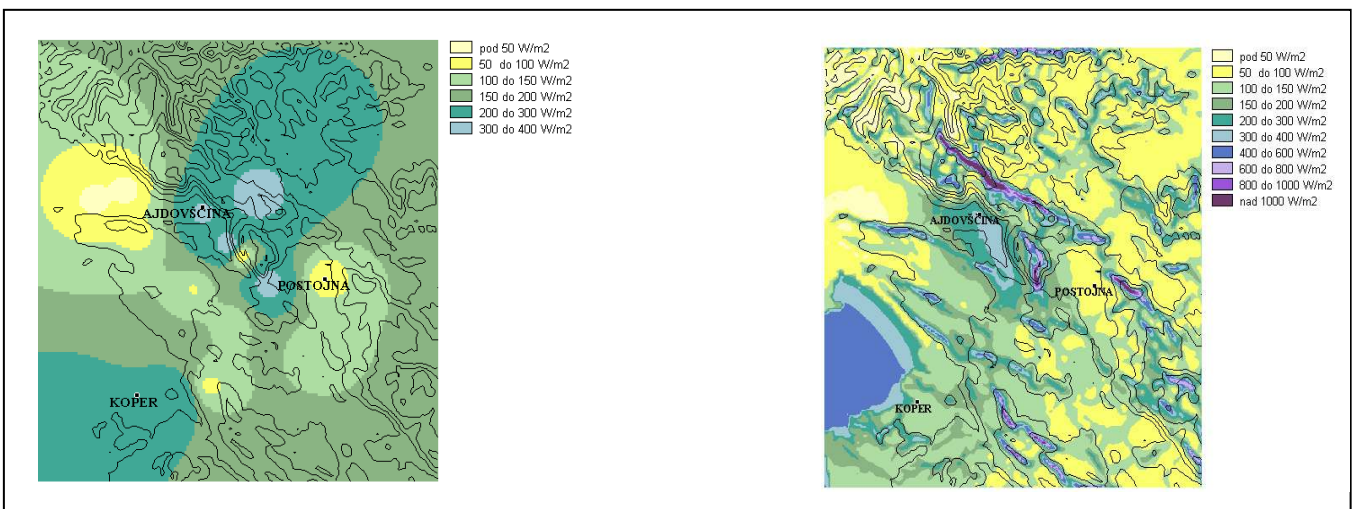 pod 50 W/m2
50 do 100 W/m2
100 do 150 W/m2
150 do 200 W/m2
200 do 300 W/m2
300 do 400 W/m2
AJDOVŠČINA
POSTOJNA
KOPER
pod 50 W/m2
50 do 100 W/m2
100 do 150 W/m2
150 do 200 W/m2
200 do 300 W/m2
300 do 400 W/m2
400 do 600 W/m2
600 do 800 W/m2
800 do 1000 W/m2
nad 1000 W/m2
AJDOVŠČINA
POSTOJNA
KOPER